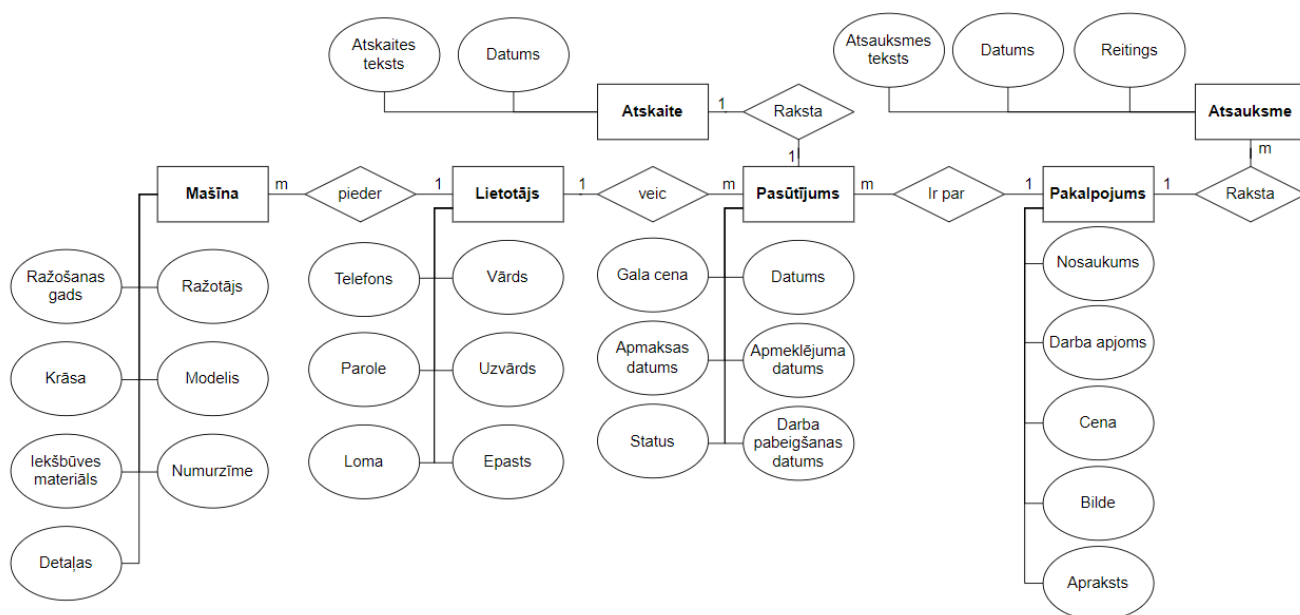 Atskaites
teksts
Datums
Atsauksmes
teksts
Datums
Reitings
Atskaite
1
Raksta
1
Atsauksme
m
Mašīna
m
pieder
1
Lietotājs
1
veic
m
Pasūtījums
m
Ir par
1
Pakalpojums
1
Raksta
Ražošanas
gads
Ražotājs
Krāsa
Modelis
Iekšbūves
materiāls
Numurzīme
Detaļas
Telefons
Vārds
Parole
Uzvārds
Loma
Epasts
Gala cena
Datums
Apmaksas
datums
Apmeklējuma
datums
Status
Darba
pabeigšanas
datums
Nosaukums
Darba apjoms
Cena
Bilde
Apraksts